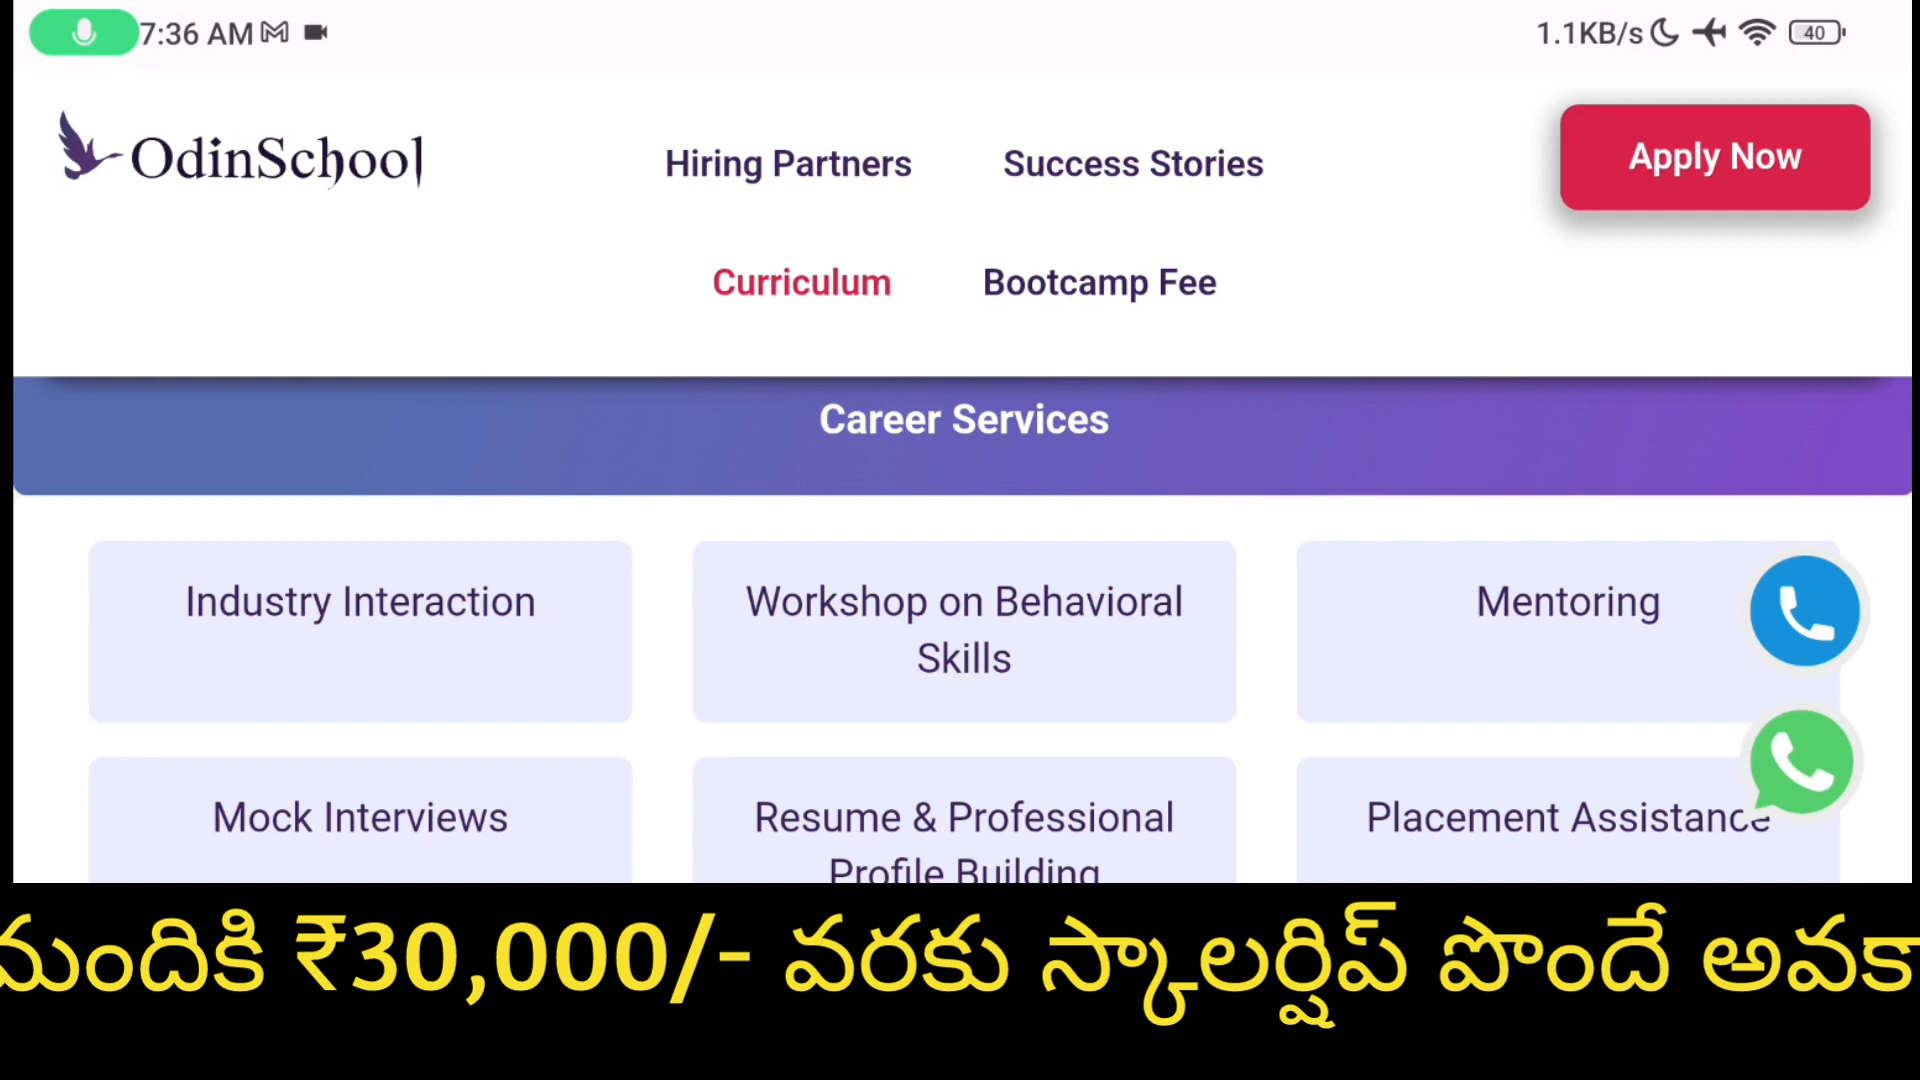 7:36 AM 1.1KB/s 40
OdinSchool
Hiring Partners Success Stories
Apply Now
Curriculum Bootcamp Fee
Career Services
Industry Interaction
Workshop on Behavioral
Skills
Mentoring
Mock Interviews
Resume & Professional
Profile Building
Placement Assistance
మందికి ₹30,000/- వరకు స్కాలర్షిప్ పొందే